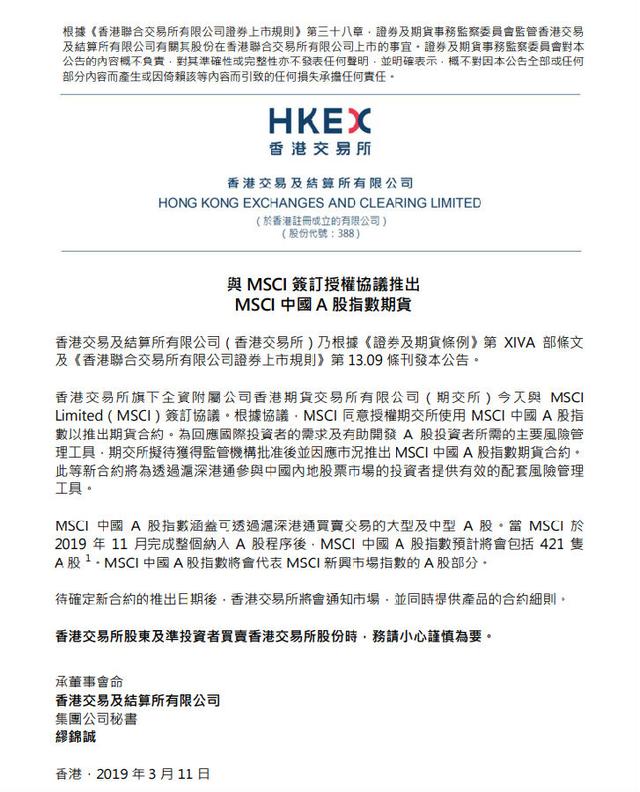 根據《香港聯合交易所有限公司證券上市規則》第三十八章，證券及期貨事務監察委員會監管香港交易
及結算所有限公司有關其股份在香港聯合交易所有限公司上市的事宜。證券及期貨事務監察委員會對本
公告的內容概不負責，對其準確性或完整性亦不發表任何聲明，並明確表示，概不對因本公告全部或任何
部分內容而產生或因倚賴該等內容而引致的任何損失承擔任何責任。
HKEX
香港交易所
香港交易及結算所有限公司
HONG KONG EXCHANGES AND CLEARING LIMITED
（於香港註冊成立的有限公司）
（股份代號：388）
與 MSCI 簽訂授權協議推出
MSCI 中國 A 股指數期貨
香港交易及結算所有限公司（香港交易所）乃根據《證券及期貨條例》第 XIVA 部條文
及《香港聯合交易所有限公司證券上市規則》第 13.09 條刊發本公告。
香港交易所旗下全資附屬公司香港期貨交易所有限公司（期交所）今天與 MSCI
Limited（MSCI）簽訂協議。根據協議，MSCI 同意授權期交所使用 MSCI 中國 A 股指
數以推出期貨合約。為回應國際投資者的需求及有助開發 A 股投資者所需的主要風險管
理工具，期交所擬待獲得監管機構批准後並因應市況推出 MSCI 中國 A 股指數期貨合約。
此等新合約將為透過滬深港通參與中國內地股票市場的投資者提供有效的配套風險管理
工具。
MSCI 中國 A 股指數涵蓋可透過滬深港通買賣交易的大型及中型 A 股。當 MSCI 於
2019 年 11 月完成整個納入 A 股程序後，MSCI 中國 A 股指數預計將會包括 421 隻
A 股 1。MSCI 中國 A 股指數將會代表 MSCI 新興市場指數的 A 股部分。
待確定新合約的推出日期後，香港交易所將會通知市場，並同時提供產品的合約細則。
香港交易所股東及準投資者買賣香港交易所股份時，務請小心謹慎為要。
承董事會命
香港交易及結算所有限公司
集團公司秘書
繆錦誠
香港，2019 年 3 月 11 日